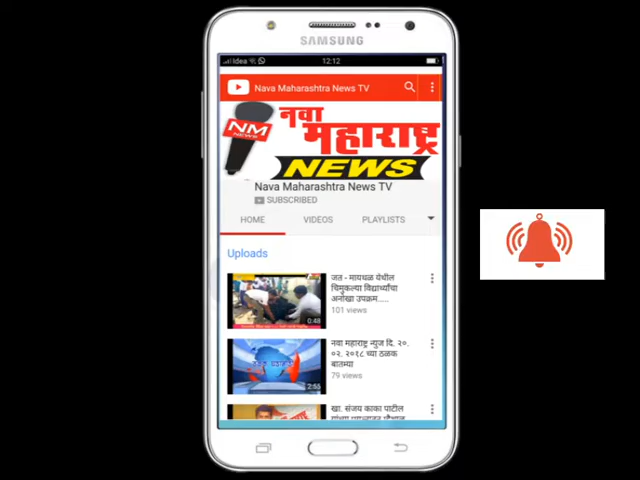 SAMSUNG
Idea
12:12
Nava Maharashtra News TV
नवा
महाराष्ट्र
NM
NEWS
NEWS
Nava Maharashtra News TV
SUBSCRIBED
HOME VIDEOS PLAYLISTS
Uploads
जत - मायथळ येथील
चिमुकल्या विद्यार्थ्यांचा
अनोखा उपक्रम.....
101 views
0:48
नवा महाराष्ट्र न्युज दि. २०.
०२. २०१८ च्या ठळक
बातम्या
79 views
2:55
खा. संजय काका पाटील